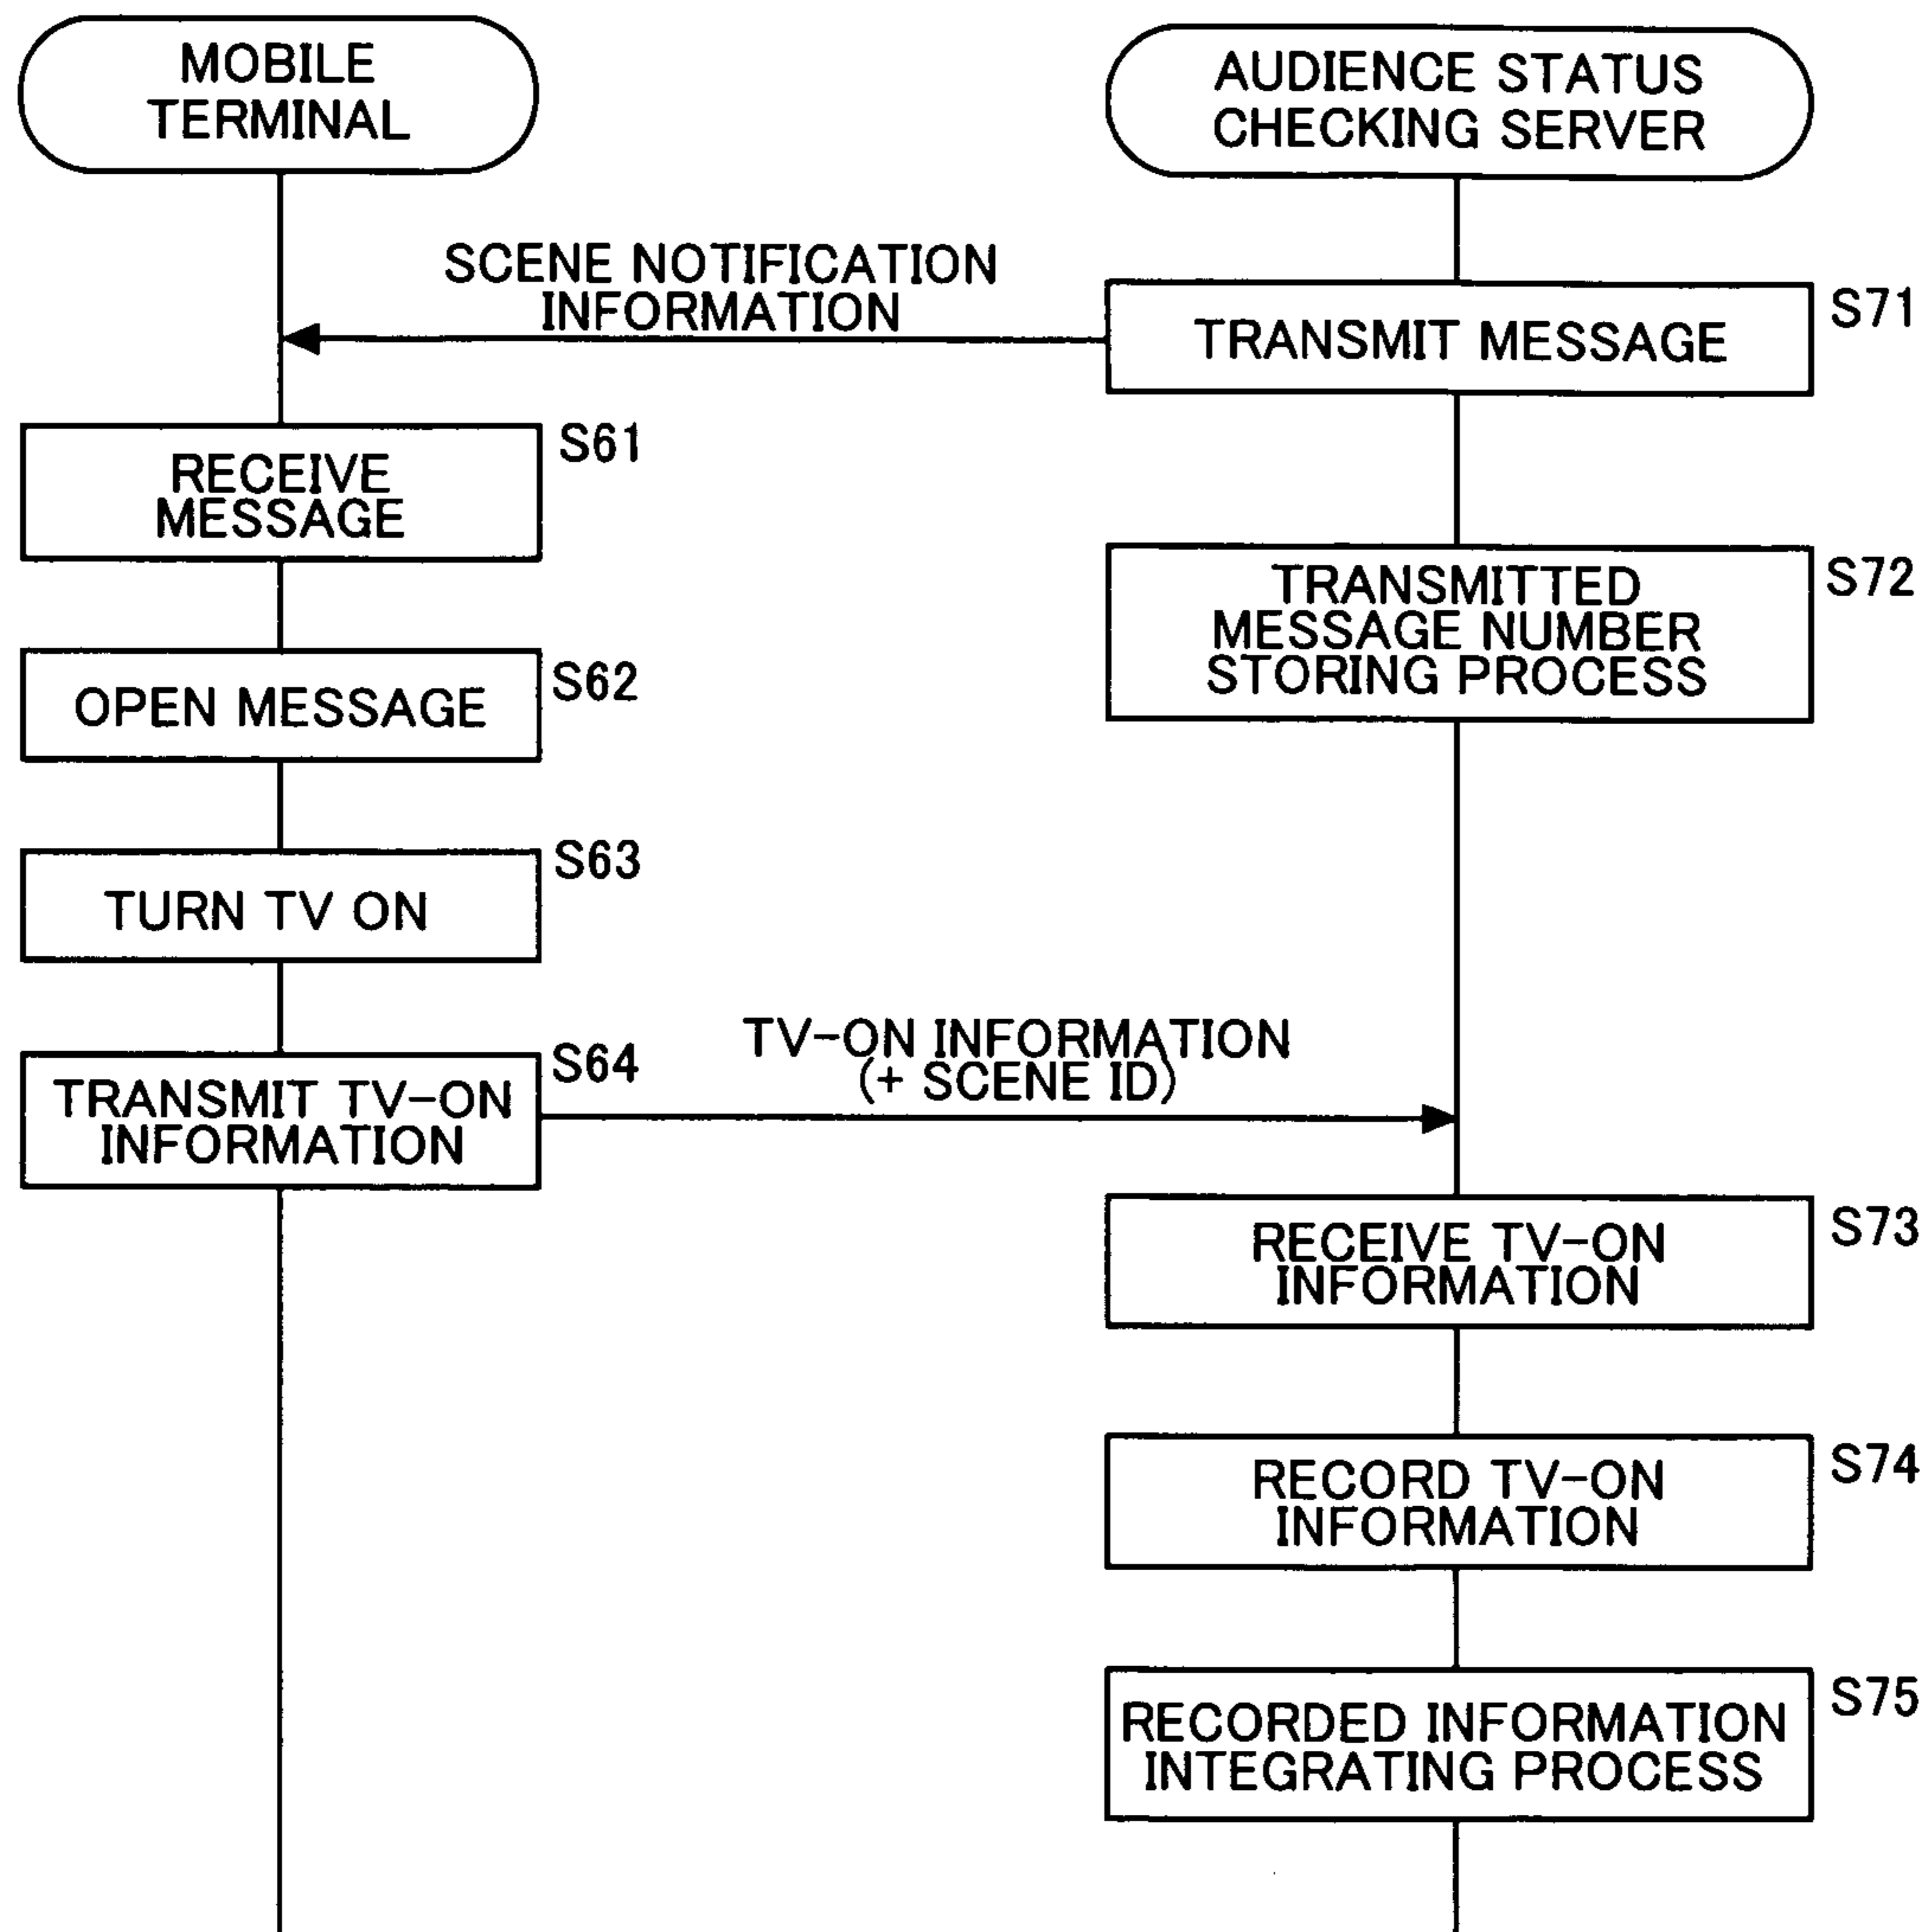 MOBILE
TERMINAL
AUDIENCE STATUS
CHECKING SERVER
SCENE NOTIFICATION
INFORMATION
TRANSMIT MESSAGE
S71
RECEIVE
MESSAGE
S61
TRANSMITTED
MESSAGE NUMBER
STORING PROCESS
S72
OPEN MESSAGE
S62
TURN TV ON
S63
TRANSMIT TV-ON
INFORMATION
S64
TV-ON INFORMATION
(+ SCENE ID)
RECEIVE TV-ON
INFORMATION
S73
RECORD TV-ON
INFORMATION
S74
RECORDED INFORMATION
INTEGRATING PROCESS
S75